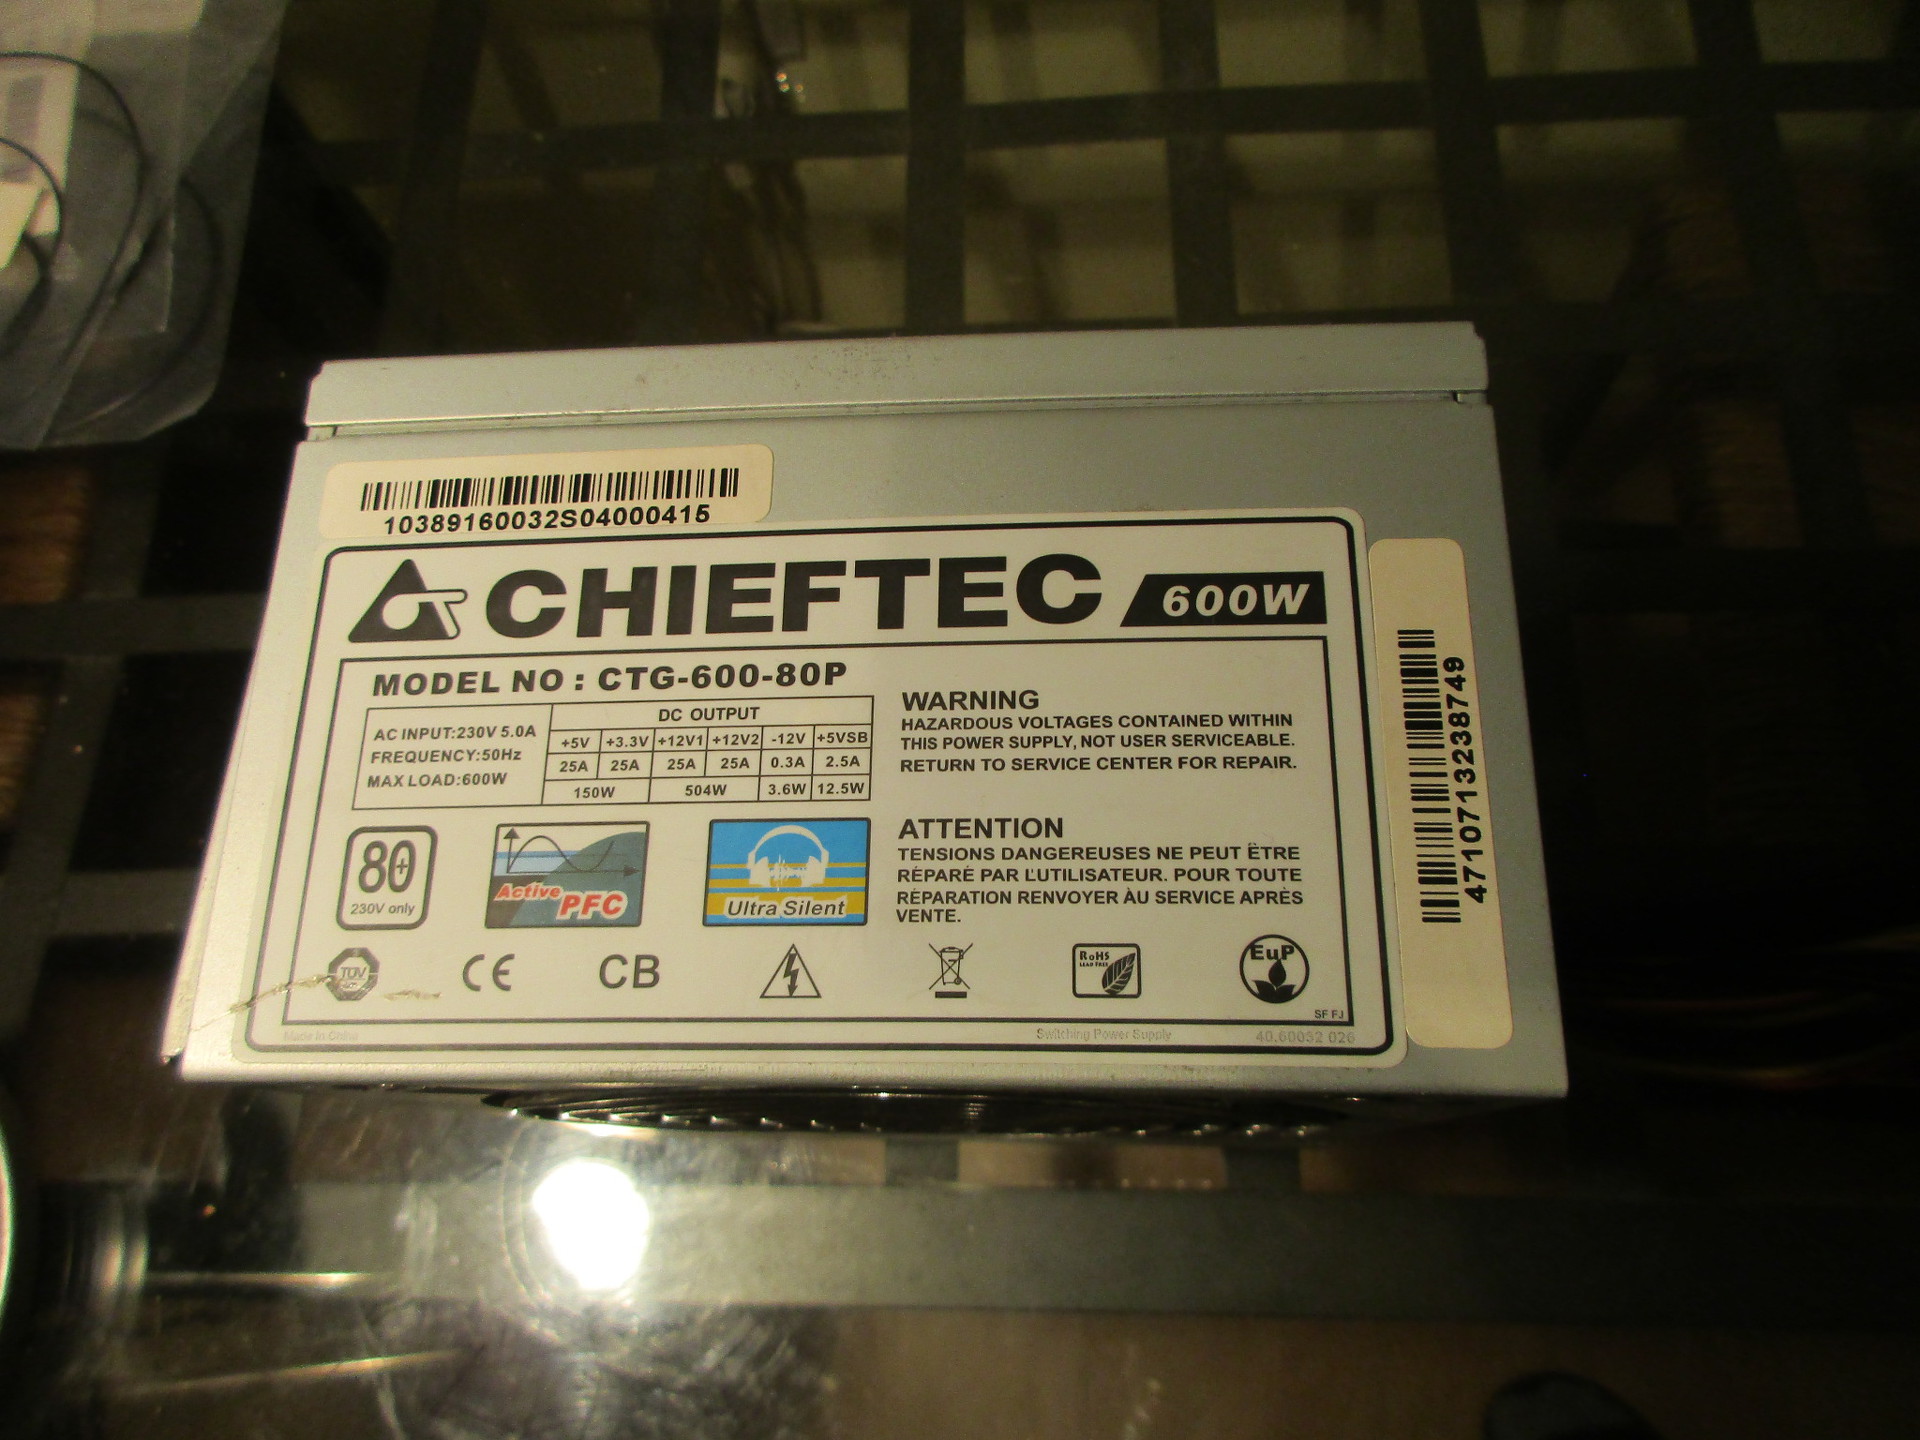 10389160032S04000415
CHIEFTEC 600W
MODEL NO : CTG-600-80P
AC INPUT:230V 5.0A
FREQUENCY:50Hz
MAX LOAD:600W
DC OUTPUT
+5V +3.3V +12V1 +12V2 -12V +5VSB
25A 25A 25A 25A 0.3A 2.5A
150W 504W 3.6W 12.5W
WARNING
HAZARDOUS VOLTAGES CONTAINED WITHIN
THIS POWER SUPPLY, NOT USER SERVICEABLE.
RETURN TO SERVICE CENTER FOR REPAIR.
ATTENTION
TENSIONS DANGEREUSES NE PEUT ÊTRE
RÉPARÉ PAR L'UTILISATEUR. POUR TOUTE
RÉPARATION RENVOYER ÀU SERVICE APRÈS
VENTE.
80+
230V only
Active PFC
Ultra Silent
TÜV
CE
CB
RoHS
LEAD FREE
EuP
SF FJ
Made In China
Switching Power Supply
40.60032 026
4710713238749